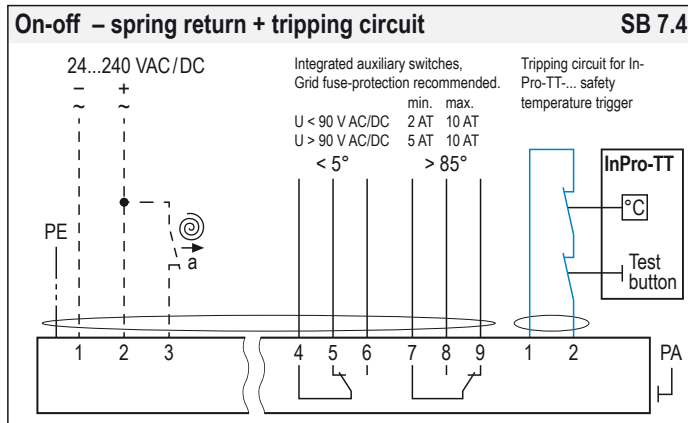 On-off – spring return + tripping circuit SB 7.4
24...240 VAC/DC
– +
~ ~
Integrated auxiliary switches,
Grid fuse-protection recommended.
min. max.
U < 90 V AC/DC 2 AT 10 AT
U > 90 V AC/DC 5 AT 10 AT
< 5° > 85°
Tripping circuit for In-
Pro-TT-... safety
temperature trigger
InPro-TT
°C
Test
button
PE
a
1 2 3 4 5 6 7 8 9 1 2 PA